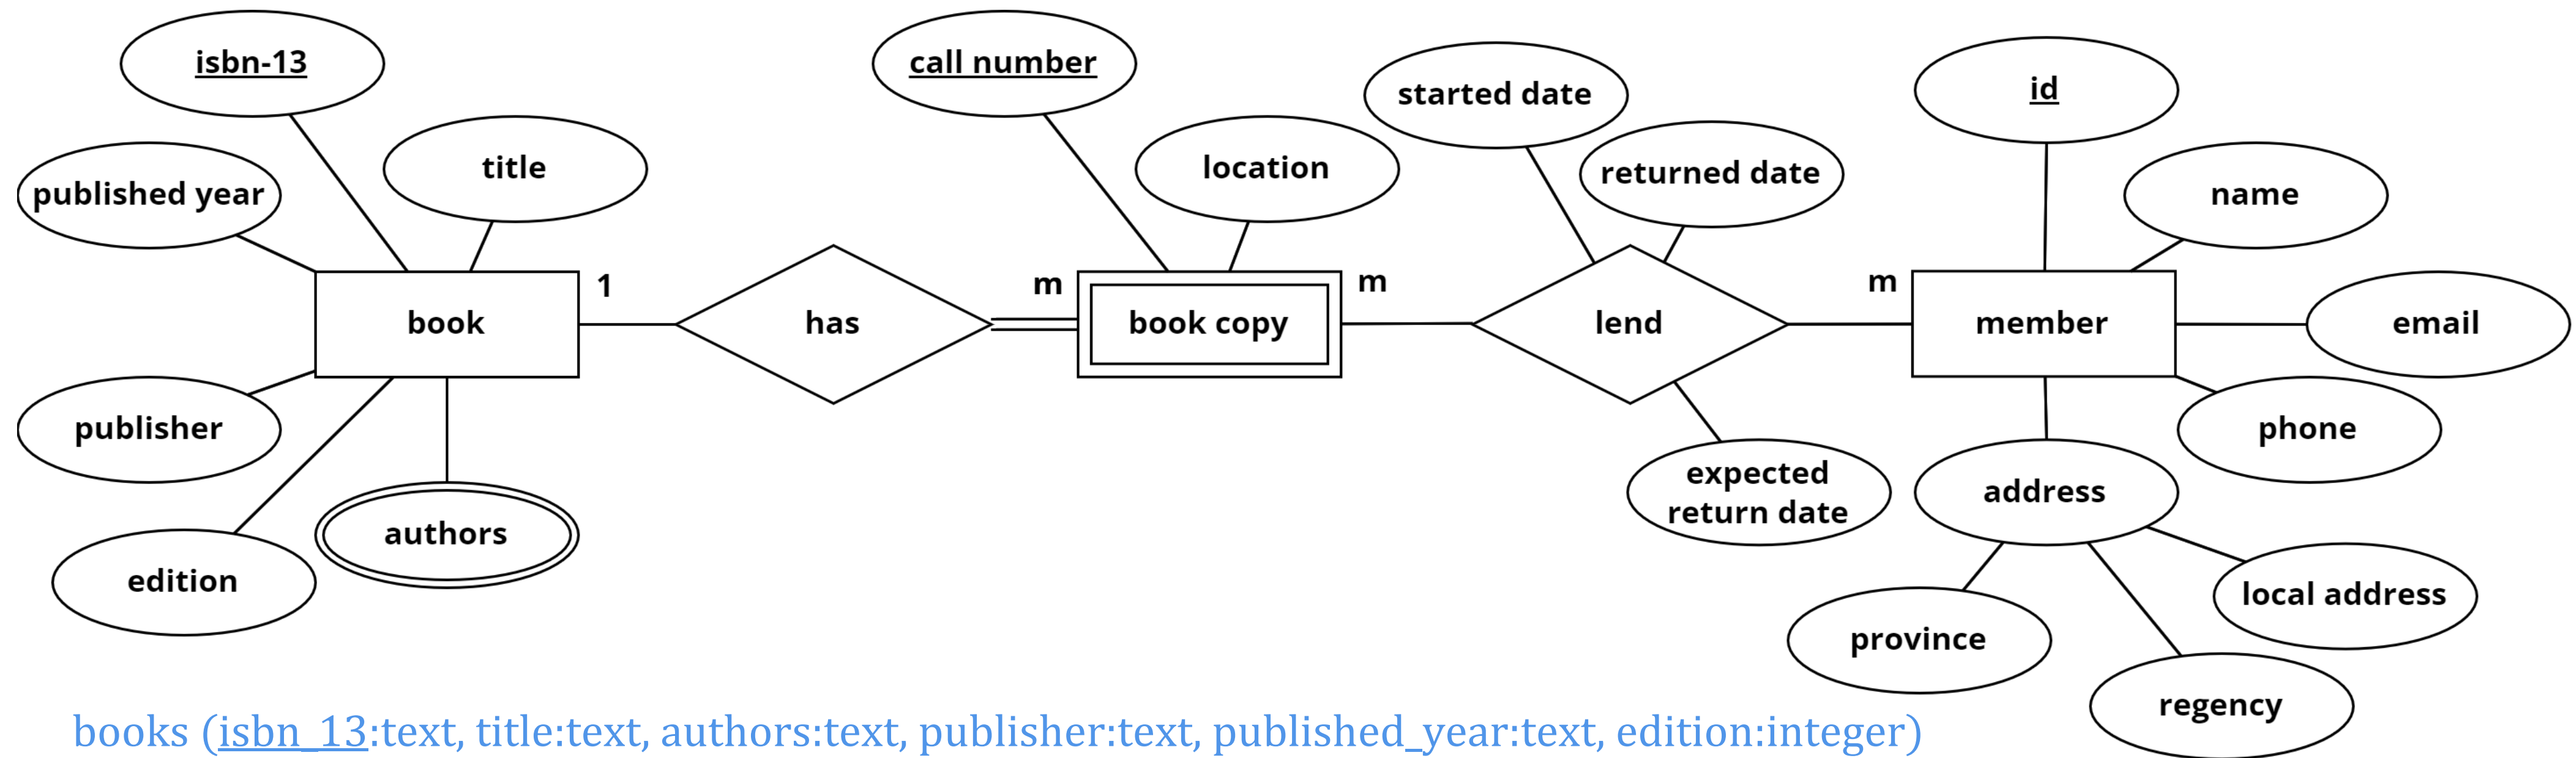 isbn-13
call number
started date
id
title
location
returned date
name
published year
1
m
m
m
book
has
book copy
lend
member
email
publisher
phone
expected
return date
address
authors
edition
local address
province
regency
books (isbn_13:text, title:text, authors:text, publisher:text, published_year:text, edition:integer)